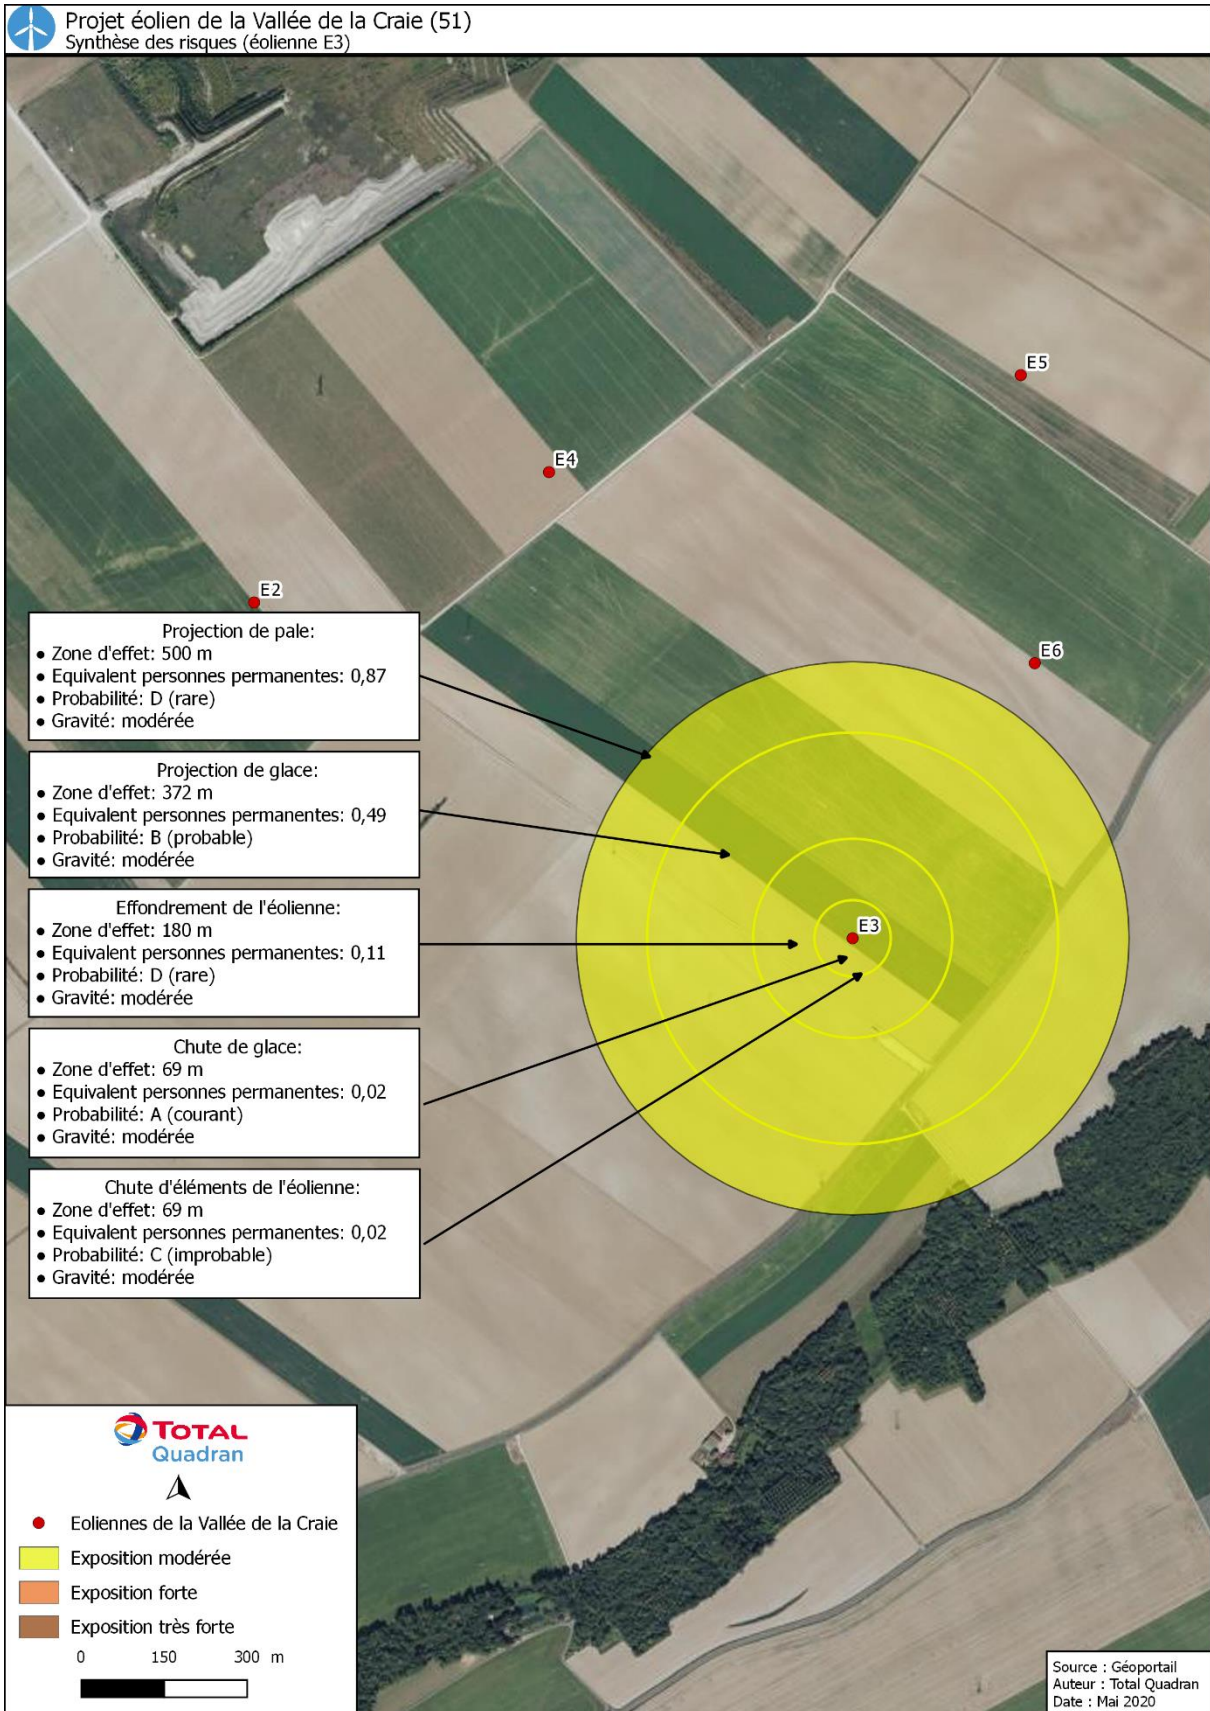 Projet éolien de la Vallée de la Craie (51)
Synthèse des risques (éolienne E3)
E5
E4
E2
E6
E3
Projection de pale:
● Zone d'effet: 500 m
● Equivalent personnes permanentes: 0,87
● Probabilité: D (rare)
● Gravité: modérée
Projection de glace:
● Zone d'effet: 372 m
● Equivalent personnes permanentes: 0,49
● Probabilité: B (probable)
● Gravité: modérée
Effondrement de l'éolienne:
● Zone d'effet: 180 m
● Equivalent personnes permanentes: 0,11
● Probabilité: D (rare)
● Gravité: modérée
Chute de glace:
● Zone d'effet: 69 m
● Equivalent personnes permanentes: 0,02
● Probabilité: A (courant)
● Gravité: modérée
Chute d'éléments de l'éolienne:
● Zone d'effet: 69 m
● Equivalent personnes permanentes: 0,02
● Probabilité: C (improbable)
● Gravité: modérée
TOTAL
Quadran
Eoliennes de la Vallée de la Craie
Exposition modérée
Exposition forte
Exposition très forte
0 150 300 m
Source : Géoportail
Auteur : Total Quadran
Date : Mai 2020